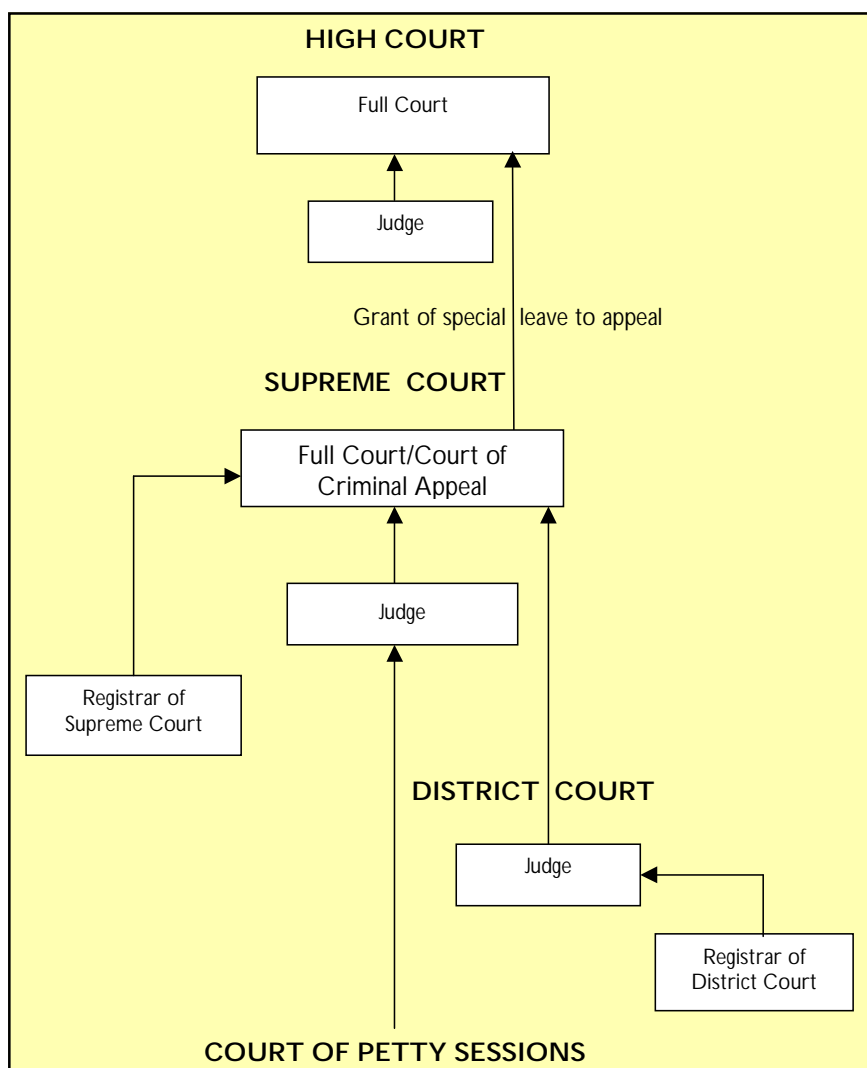 HIGH COURT
Full Court
Judge
Grant of special leave to appeal
SUPREME COURT
Full Court/Court of
Criminal Appeal
Judge
Registrar of
Supreme Court
DISTRICT COURT
Judge
Registrar of
District Court
COURT OF PETTY SESSIONS